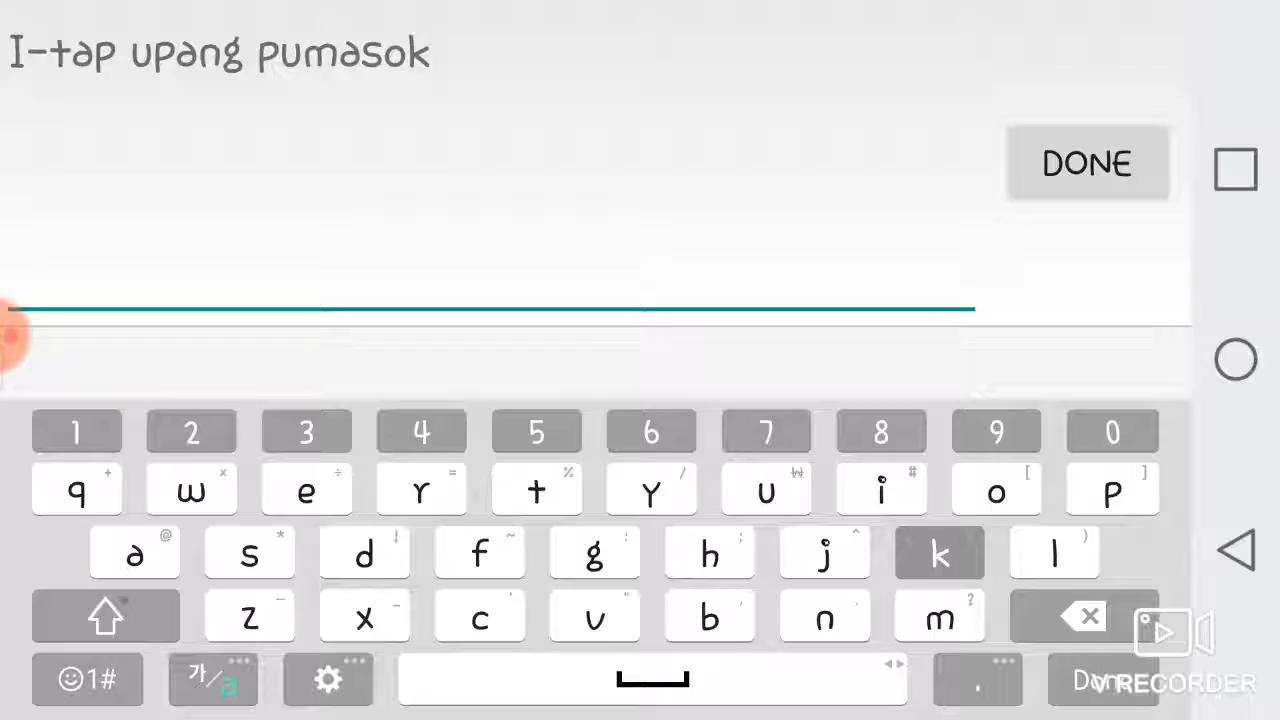 I-tap upang pumasok
DONE
1 2 3 4 5 6 7 8 9 0
+ × ÷ = % / ₩ # [ ]
q w e r t y u i o p
@ * ! ~ : ; ^ )
a s d f g h j k l
z x c v b n m ?
☺1# 가/a .
V RECORDER